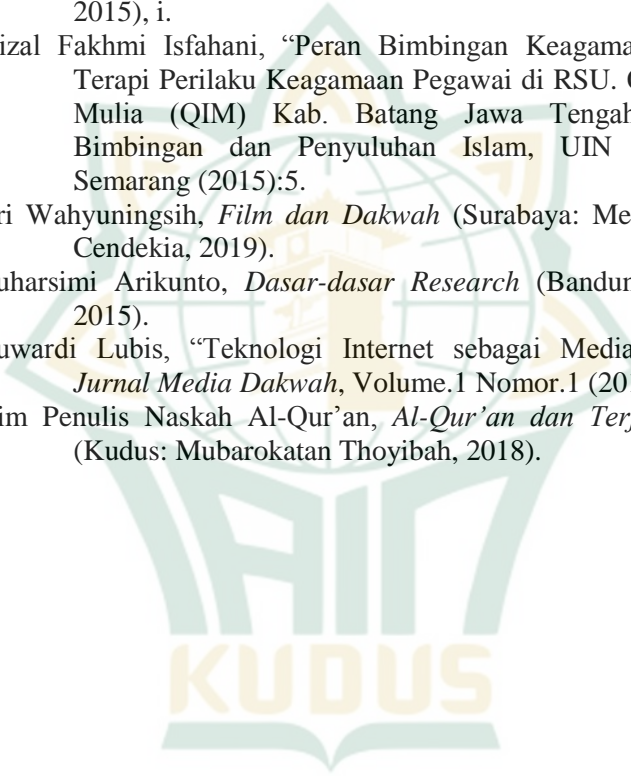 2015), i.
izal Fakhmi Isfahani, “Peran Bimbingan Keagama
Terapi Perilaku Keagamaan Pegawai di RSU.
Mulia (QIM) Kab. Batang Jawa Tengah
Bimbingan dan Penyuluhan Islam, UIN
Semarang (2015):5.
ri Wahyuningsih, Film dan Dakwah (Surabaya: Me
Cendekia, 2019).
uharsimi Arikunto, Dasar-dasar Research (Bandun
2015).
uwardi Lubis, “Teknologi Internet sebagai Media
Jurnal Media Dakwah, Volume.1 Nomor.1 (20
im Penulis Naskah Al-Qur’an, Al-Qur’an dan Terj
(Kudus: Mubarokatan Thoyibah, 2018).
IAIN
KUDUS